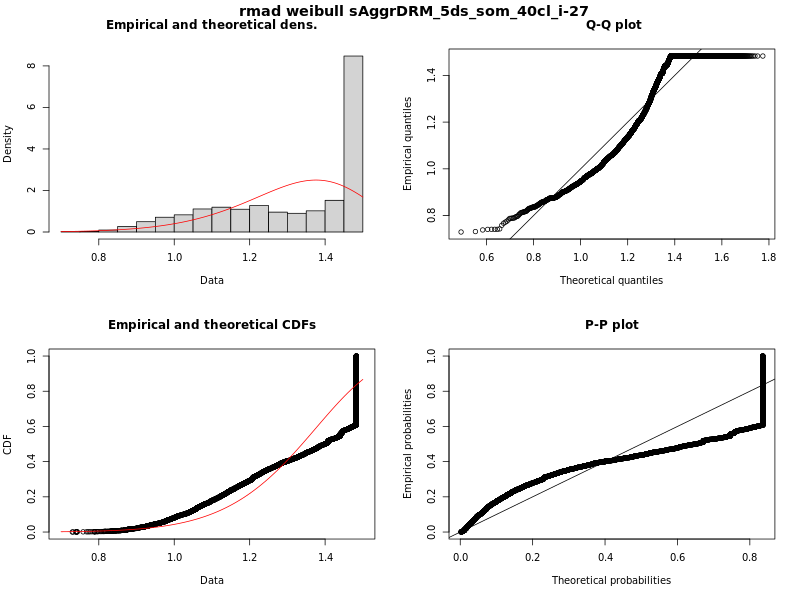 rmad weibull sAggrDRM_5ds_som_40cl_i-27
Empirical and theoretical dens.
Density
0 2 4 6 8
0.8 1.0 1.2 1.4
Data
Q-Q plot
Empirical quantiles
0.8 1.0 1.2 1.4
0.6 0.8 1.0 1.2 1.4 1.6 1.8
Theoretical quantiles
Empirical and theoretical CDFs
CDF
0.0 0.2 0.4 0.6 0.8 1.0
0.8 1.0 1.2 1.4
Data
P-P plot
Empirical probabilities
0.0 0.2 0.4 0.6 0.8 1.0
0.0 0.2 0.4 0.6 0.8
Theoretical probabilities